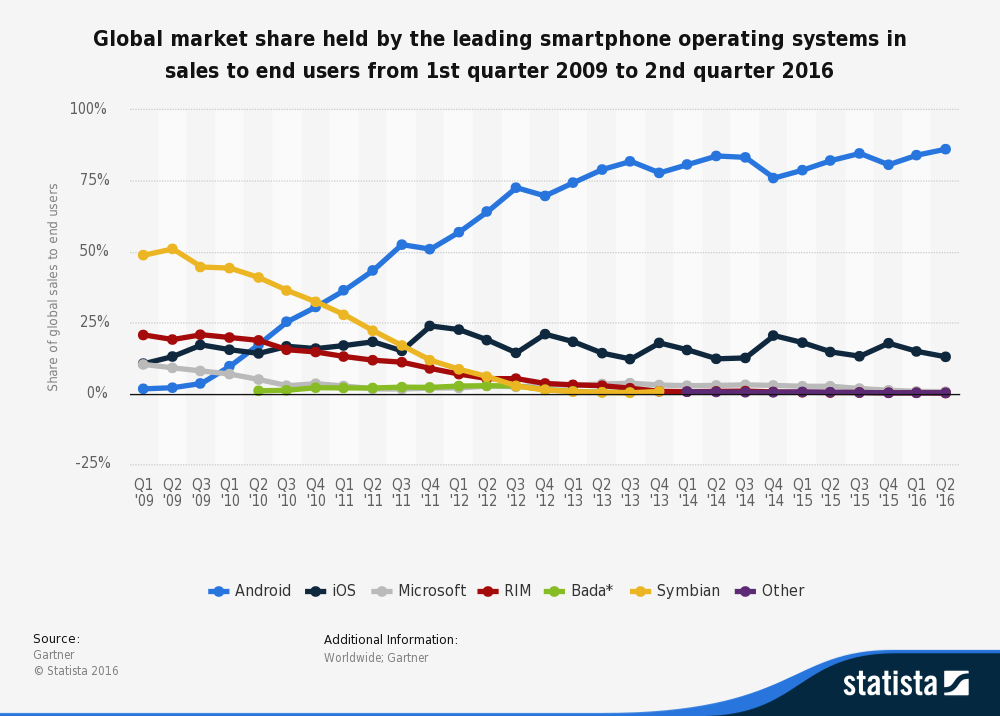 Global market share held by the leading smartphone operating systems in
sales to end users from 1st quarter 2009 to 2nd quarter 2016
Share of global sales to end users
100%
75%
50%
25%
0%
-25%
Q1 Q2 Q3 Q1 Q2 Q3 Q4 Q1 Q2 Q3 Q4 Q1 Q2 Q3 Q4 Q1 Q2 Q3 Q4 Q1 Q2 Q3 Q4 Q1 Q2 Q3 Q4 Q1 Q2
'09 '09 '09 '10 '10 '10 '10 '11 '11 '11 '11 '12 '12 '12 '12 '13 '13 '13 '13 '14 '14 '14 '14 '15 '15 '15 '15 '16 '16
Android iOS Microsoft RIM Bada* Symbian Other
Source:
Gartner
© Statista 2016
Additional Information:
Worldwide; Gartner
statista